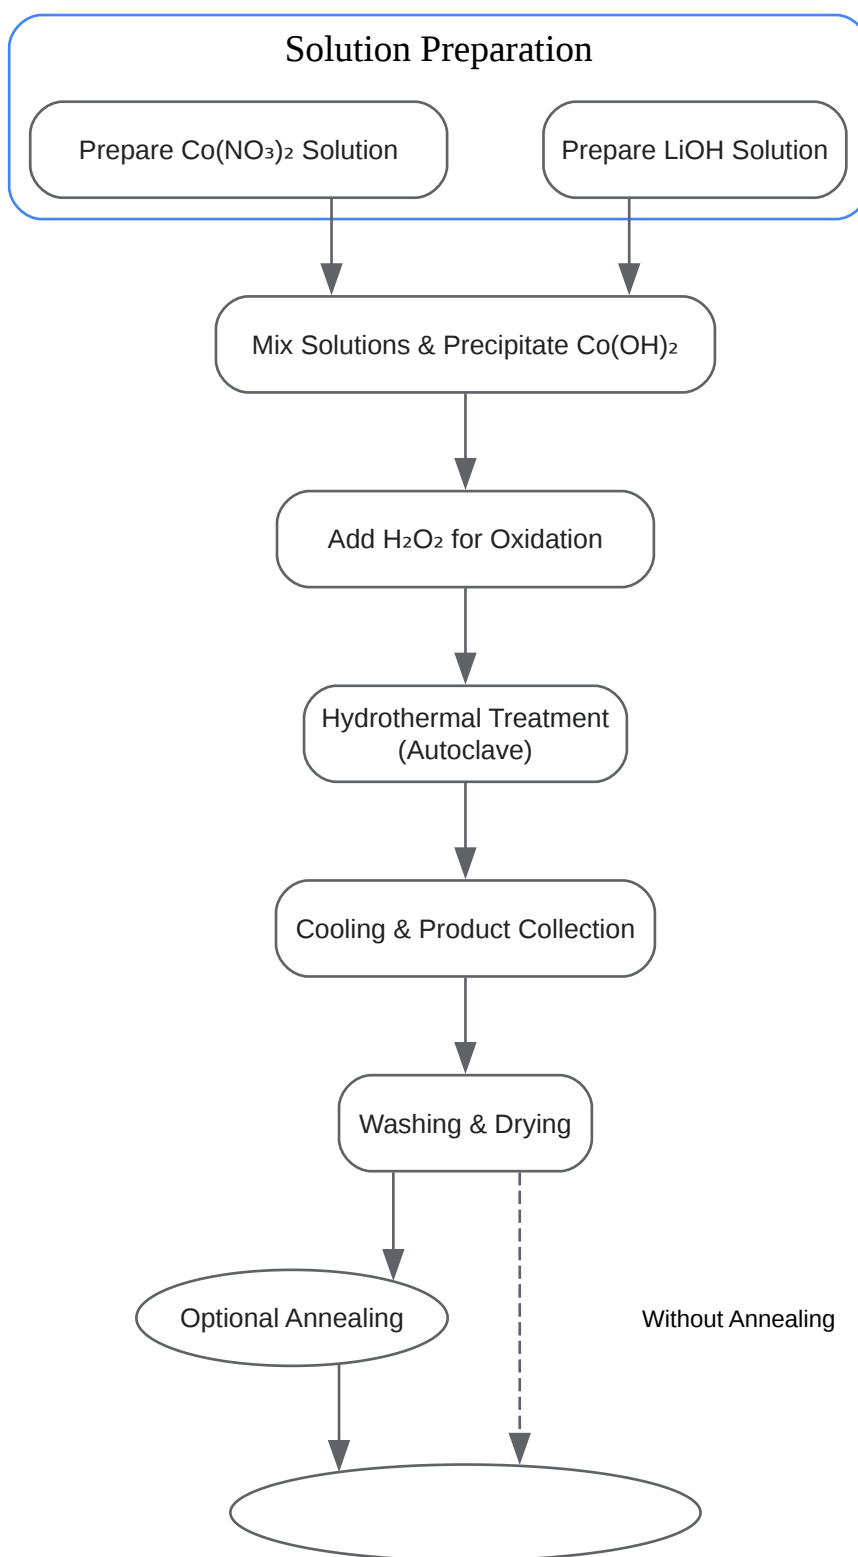 Solution Preparation
Prepare Co(NO₃)₂ Solution
Prepare LiOH Solution
Mix Solutions & Precipitate Co(OH)₂
Add H₂O₂ for Oxidation
Hydrothermal Treatment
(Autoclave)
Cooling & Product Collection
Washing & Drying
Optional Annealing
Without Annealing